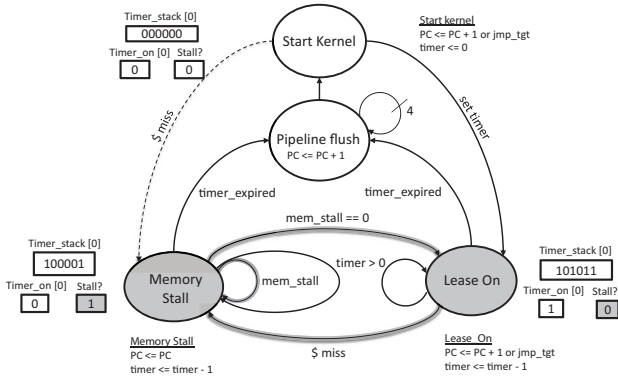 Timer_stack [0]
000000
Timer_on [0] Stall?
0 0
Start Kernel
Start kernel
PC <= PC + 1 or jmp_tgt
timer <= 0
$ miss
set timer
4
Pipeline flush
PC <= PC + 1
timer_expired
timer_expired
mem_stall == 0
Timer_stack [0]
100001
Timer_on [0] Stall?
0 1
Memory
Stall
mem_stall
timer > 0
Lease On
Timer_stack [0]
101011
Timer_on [0] Stall?
1 0
$ miss
Memory Stall
PC <= PC
timer <= timer - 1
Lease_On
PC <= PC + 1 or jmp_tgt
timer <= timer - 1